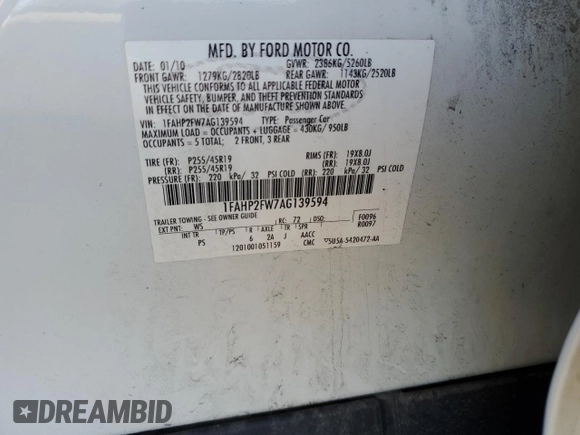 MFD. BY FORD MOTOR CO.
DATE: 01/10 GVWR: 2386KG/5260LB
FRONT GAWR: 1279KG/2820LB REAR GAWR: 1143KG/2520LB
THIS VEHICLE CONFORMS TO ALL APPLICABLE FEDERAL MOTOR
VEHICLE SAFETY, BUMPER, AND THEFT PREVENTION STANDARDS
IN EFFECT ON THE DATE OF MANUFACTURE SHOWN ABOVE.
VIN: 1FAHP2FW7AG139594 TYPE: Passenger Car
MAXIMUM LOAD = OCCUPANTS + LUGGAGE = 430KG/ 950LB
OCCUPANTS = 5 TOTAL: 2 FRONT, 3 REAR
TIRE (FR): P255/45R19 RIMS (FR): 19X8.0J
(RR): P255/45R19 (RR): 19X8.0J
PRESSURE (FR): 220 kPa/ 32 PSI COLD (RR): 220 kPa/ 32 PSI COLD
1FAHP2FW7AG139594
TRAILER TOWING - SEE OWNER GUIDE
EXT PNT: WS RC: 72 DSO: F0096
R0097
INT TR TP/PS R AXLE TR SPR
PS 6 2A J AACC
1201001051159 CMC 5U5A-5420472-AA
DREAMBID